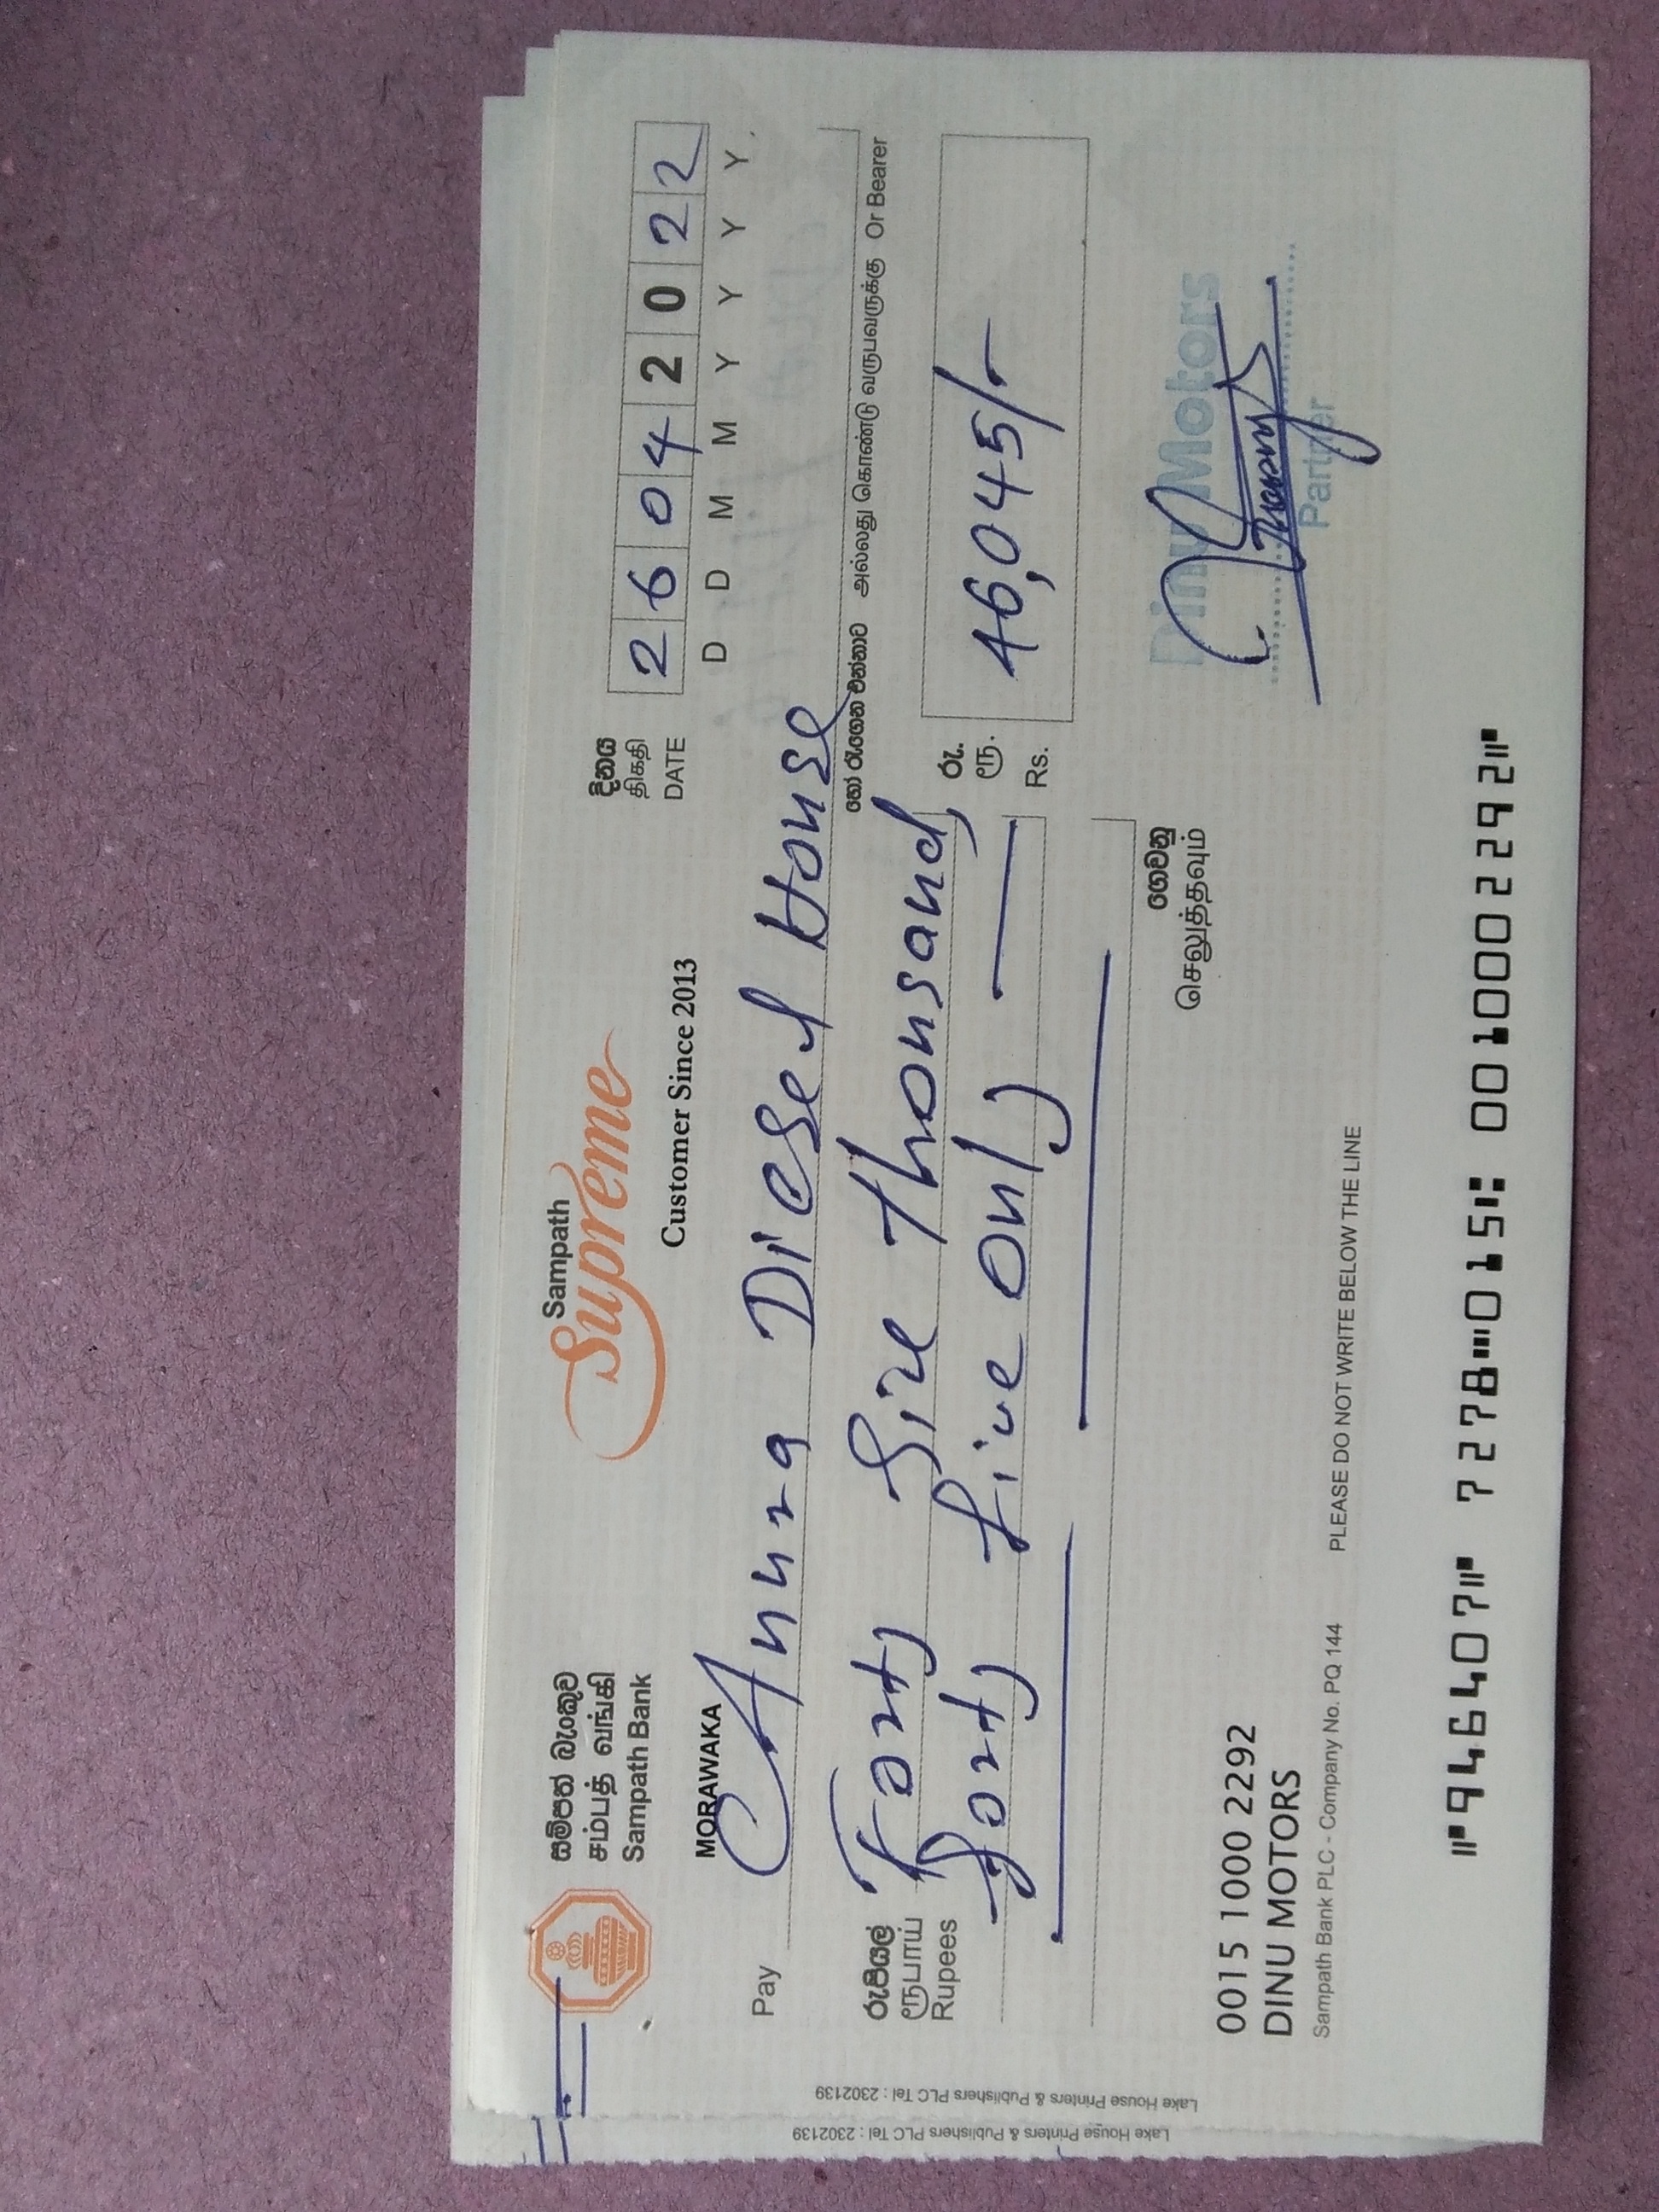 සම්පත් බැංකුව
சம்பத் வங்கி
Sampath Bank
Sampath
Supreme
Customer Since 2013
දිනය
திகதி
DATE
2 6 0 4 2 0 2 2
D D M M Y Y Y Y
MORAWAKA
Pay Anura Diesel House
හෝ රැගෙන එන්නාට அல்லது கொண்டு வருபவருக்கு Or Bearer
රුපියල්
ரூபாய்
Rupees
Forty Six thousand,
forty five only
රු.
ரூ.
Rs.
46,045/-
ගෙවනු
செலுத்தவும்
Dinu Motors
Partner
0015 1000 2292
DINU MOTORS
Sampath Bank PLC - Company No. PQ 144 PLEASE DO NOT WRITE BELOW THE LINE
⑈946407⑈ 7278⑉015⑆ 0010002292⑈
Lake House Printers & Publishers PLC Tel : 2302139
Lake House Printers & Publishers PLC Tel : 2302139